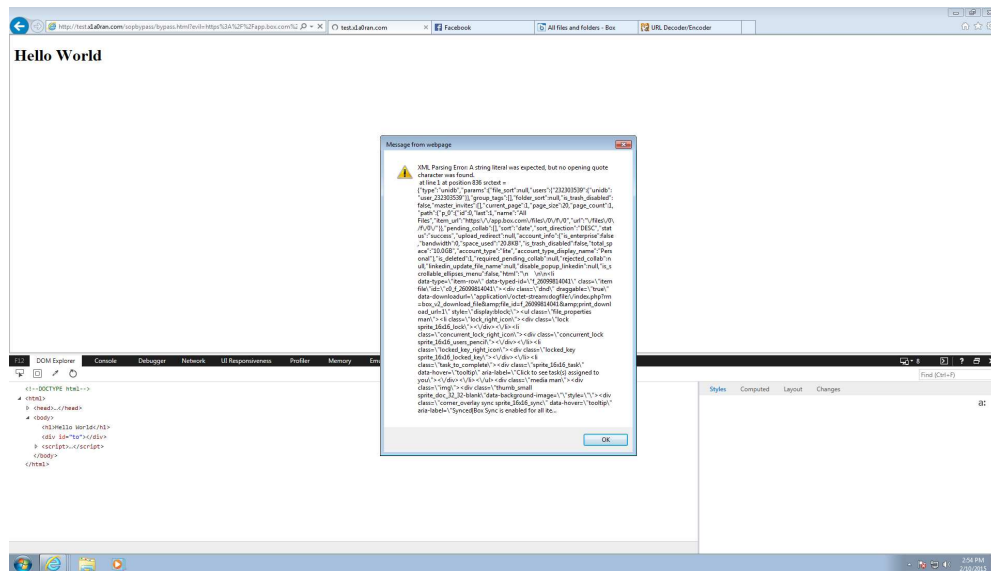 http://test.x1a0ran.com/sopbypass/bypass.html?evil=https%3A%2F%2Fapp.box.com%2
test.x1a0ran.com
Facebook
All files and folders - Box
URL Decoder/Encoder
Hello World
Message from webpage
XML Parsing Error: A string literal was expected, but no opening quote
character was found.
at line 1 at position 836 srctext =
{"type":"unidb","params":{"file_sort":null,"users":{"232303539":{"unidb":
"user_232303539"}},"group_tags":[],"folder_sort":null,"is_trash_disabled":
false,"master_invites":[],"current_page":1,"page_size":20,"page_count":1,
"path":{"p_0":{"id":0,"last":1,"name":"All
Files","item_url":"https:\/\/app.box.com\/files\/0\/f\/0","url":"\/files\/0\
/f\/0\/"}},"pending_collab":[],"sort":"date","sort_direction":"DESC","stat
us":"success","upload_redirect":null,"account_info":{"is_enterprise":false
,"bandwidth":0,"space_used":"20.8KB","is_trash_disabled":false,"total_sp
ace":"10.0GB","account_type":"lite","account_type_display_name":"Pers
onal"},"is_deleted":1,"required_pending_collab":null,"rejected_collab":n
ull,"linkedin_update_file_name":null,"disable_popup_linkedin":null,"is_s
crollable_ellipses_menu":false,"html":"\n \n\n<li
data-type=\"item-row\" data-typed-id=\"f_26099814041\" class=\"item
file\"id=\"c0_f_26099814041\"><div class=\"dnd\" draggable=\"true\"
data-downloadurl=\"application\/octet-stream:dogfile\/index.php?rm
=box_v2_download_file&amp;file_id=f_26099814041&amp;print_downl
oad_url=1\" style=\"display:block;\"><ul class=\"file_properties
man\"><li class=\"lock_right_icon\"><div class=\"lock
sprite_16x16_lock\"><\/div><\/li><li
class=\"concurrent_lock_right_icon\"><div class=\"concurrent_lock
sprite_16x16_users_pencil\"><\/div><\/li><li
class=\"locked_key_right_icon\"><div class=\"locked_key
sprite_16x16_locked_key\"><\/div><\/li><li
class=\"task_to_complete\"><div class=\"sprite_16x16_task\"
data-hover=\"tooltip\" aria-label=\"Click to see task(s) assigned to
you\"><\/div><\/li><\/ul><div class=\"media man\"><div
class=\"img\"><div class=\"thumb_small
sprite_doc_32_32-blank\"data-background-image=\"\"style=\"\"><div
class=\"corner_overlay sync sprite_16x16_sync\" data-hover=\"tooltip\"
aria-label=\"Synced|Box Sync is enabled for all ite...
OK
F12 DOM Explorer Console Debugger Network UI Responsiveness Profiler Memory Em
8
Find (Ctrl+F)
<!--DOCTYPE html-->
<html>
<head>…</head>
<body>
<h1>Hello World</h1>
<div id="to"></div>
<script>…</script>
</body>
</html>
Styles Computed Layout Changes
a:
2:54 PM
2/10/2015